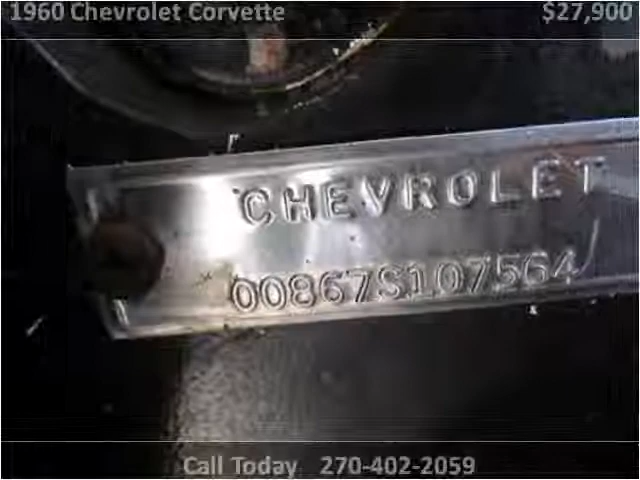 1960 Chevrolet Corvette $27,900
CHEVROLET
00867S107564
Call Today 270-402-2059